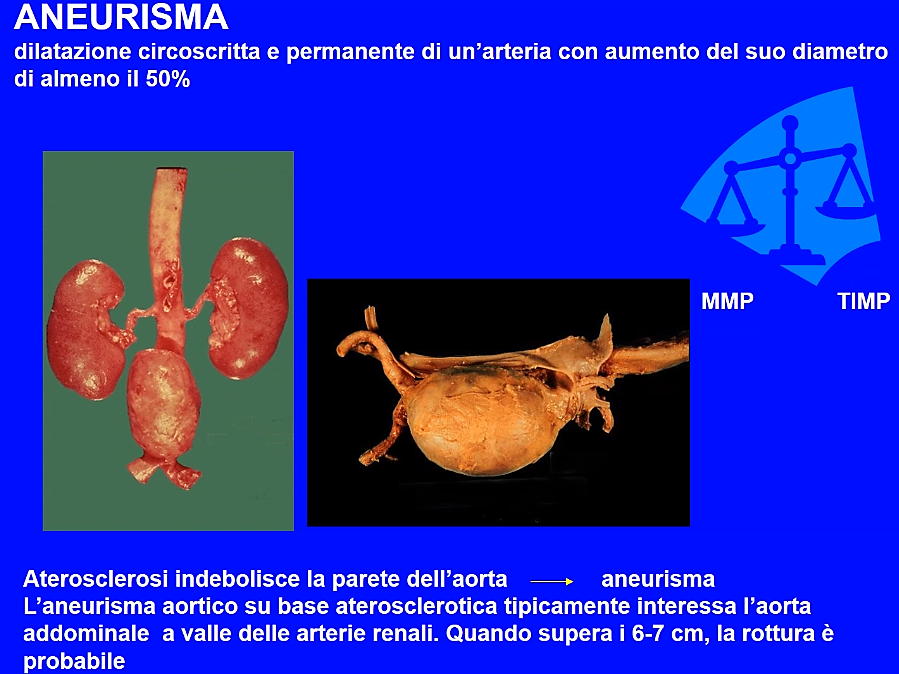 ANEURISMA
dilatazione circoscritta e permanente di un’arteria con aumento del suo diametro
di almeno il 50%
MMP TIMP
Aterosclerosi indebolisce la parete dell’aorta → aneurisma
L’aneurisma aortico su base aterosclerotica tipicamente interessa l’aorta
addominale a valle delle arterie renali. Quando supera i 6-7 cm, la rottura è
probabile